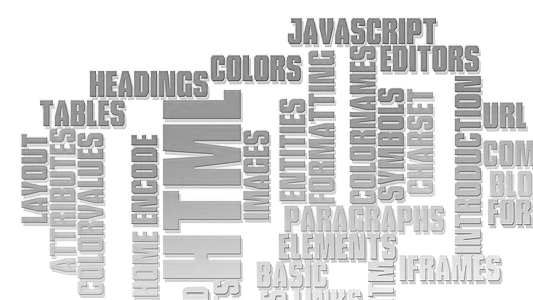 JAVASCRIPT
EDITORS
COLORS
HEADINGS
TABLES
LAYOUT
ATTRIBUTES
COLORVALUES
HOME
ENCODE
HTML
IMAGES
ENTITIES
FORMATTING
COLORNAMES
SYMBOLS
CHARSET
INTRODUCTION
URL
COM
BLO
FOR
PARAGRAPHS
ELEMENTS
BASIC
IFRAMES
LINKS